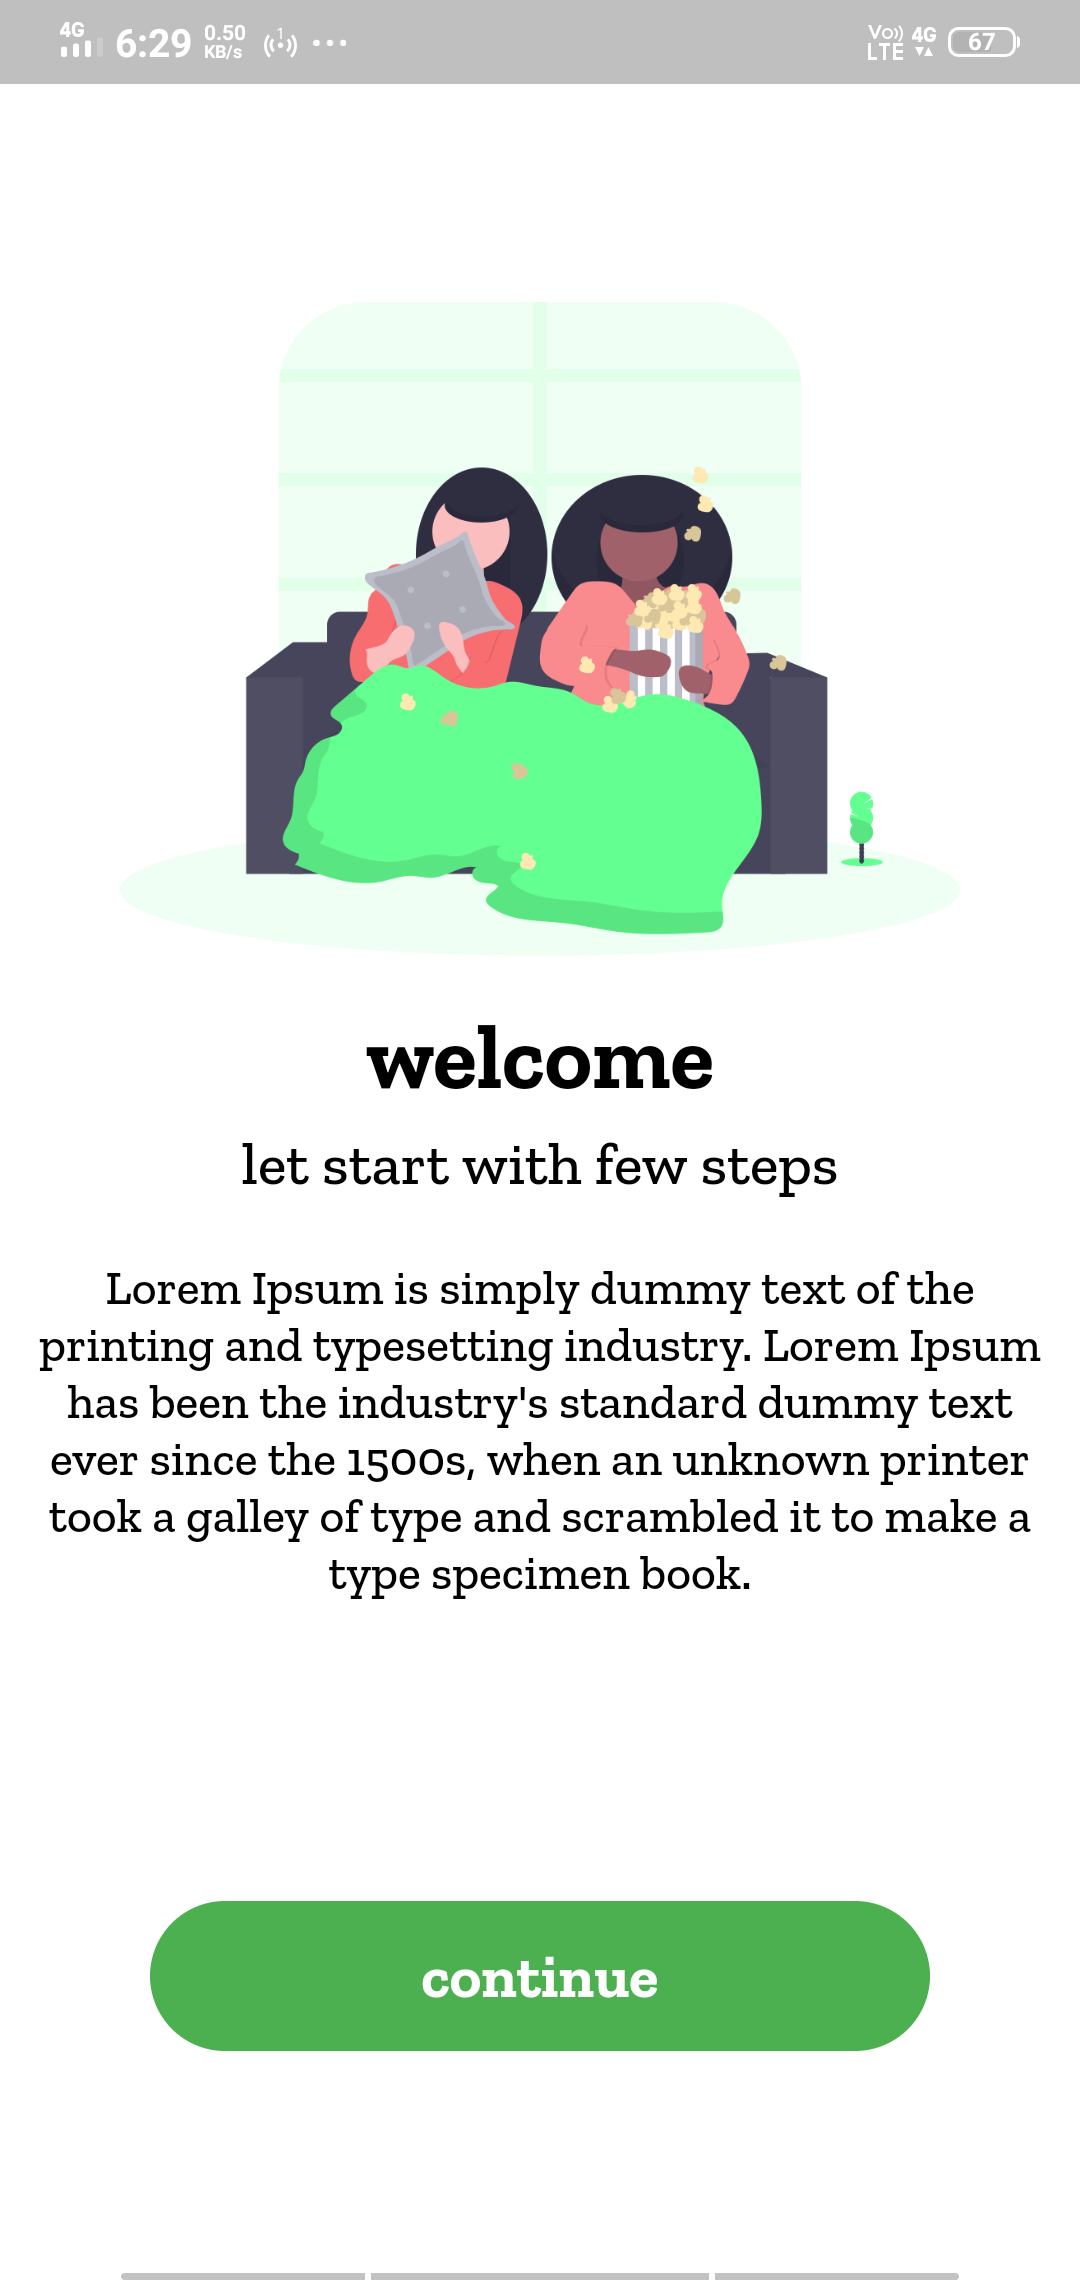 4G 6:29 0.50 KB/s 1 Vo)) LTE 4G 67
welcome
let start with few steps
Lorem Ipsum is simply dummy text of the
printing and typesetting industry. Lorem Ipsum
has been the industry's standard dummy text
ever since the 1500s, when an unknown printer
took a galley of type and scrambled it to make a
type specimen book.
continue